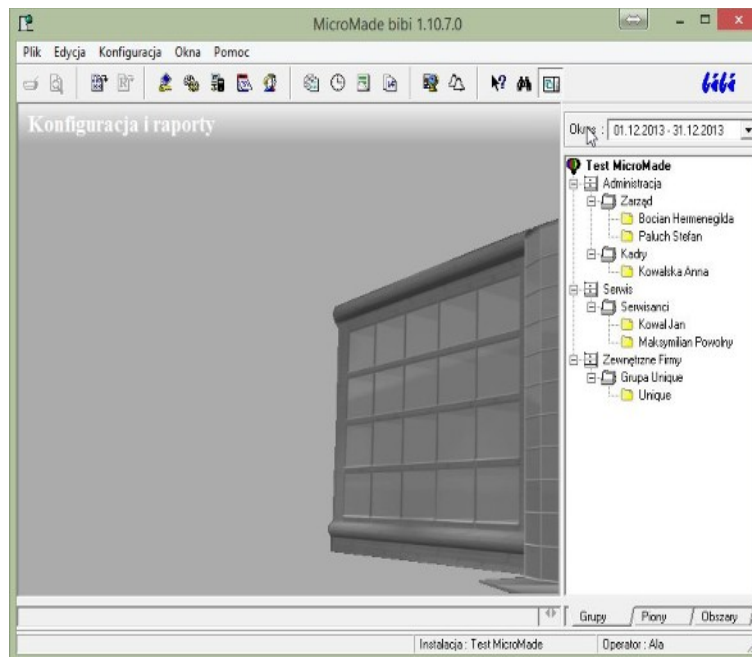 MicroMade bibi 1.10.7.0
Plik Edycja Konfiguracja Okna Pomoc
bibi
Konfiguracja i raporty
Okres : 01.12.2013 - 31.12.2013
Test MicroMade
Administracja
Zarząd
Bocian Hermenegilda
Paluch Stefan
Kadry
Kowalska Anna
Serwis
Serwisanci
Kowal Jan
Maksymilian Powolny
Zewnętrzne Firmy
Grupa Unique
Unique
Grupy Piony Obszary
Instalacja : Test MicroMade Operator : Ala